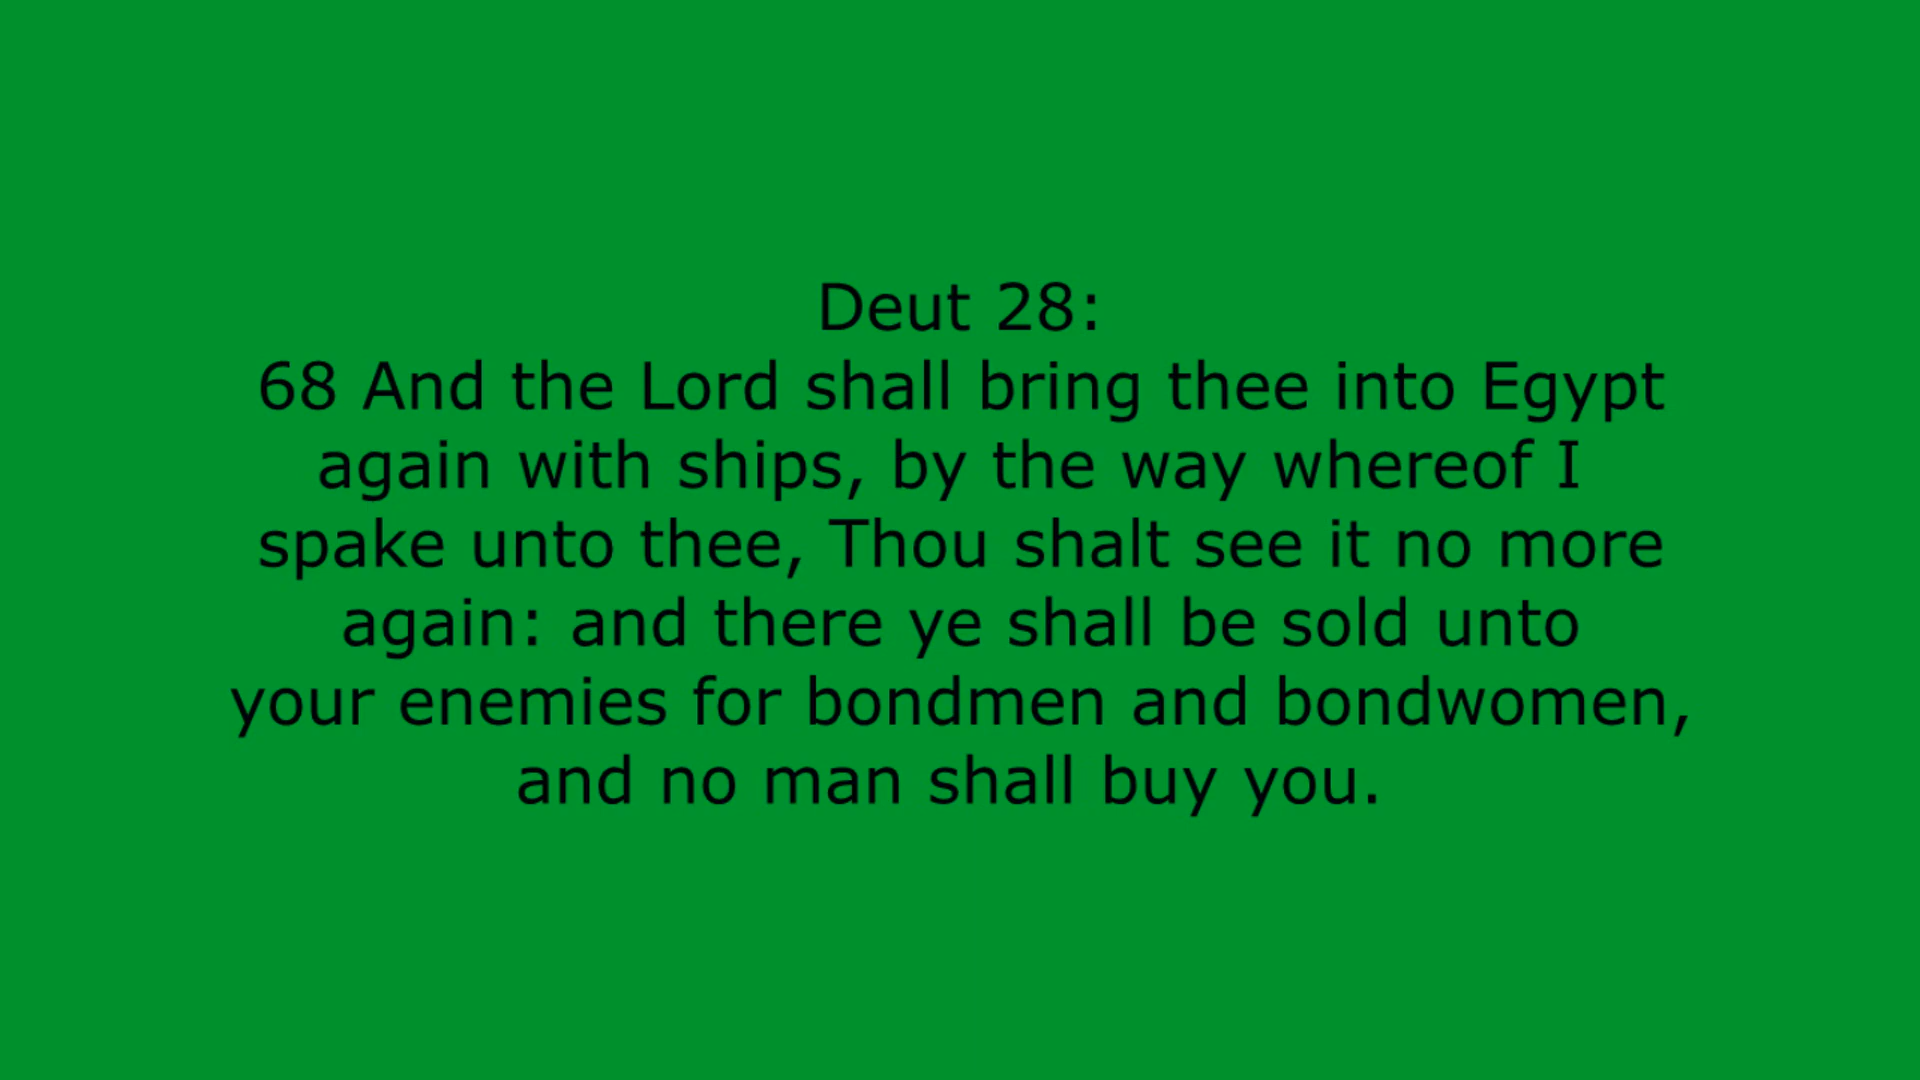 Deut 28:
68 And the Lord shall bring thee into Egypt
again with ships, by the way whereof I
spake unto thee, Thou shalt see it no more
again: and there ye shall be sold unto
your enemies for bondmen and bondwomen,
and no man shall buy you.